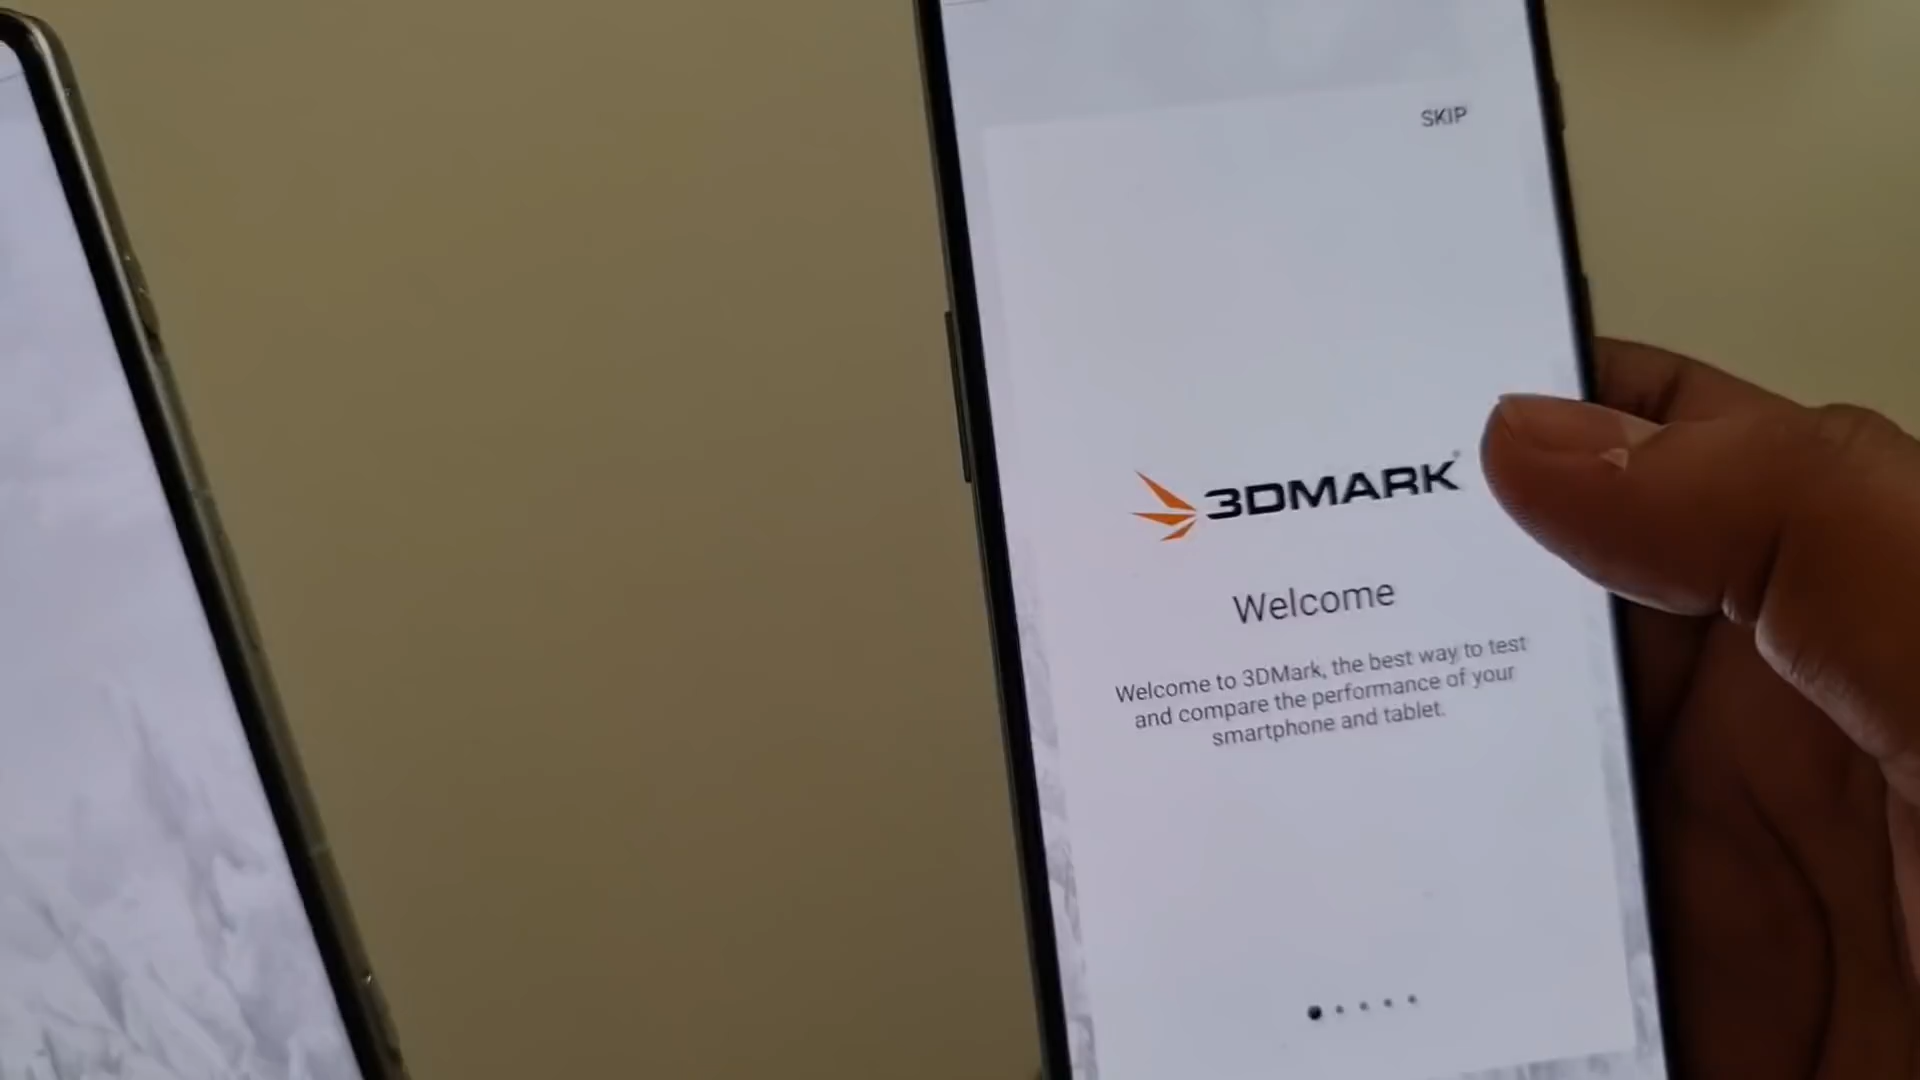 SKIP
3DMARK
Welcome
Welcome to 3DMark, the best way to test
and compare the performance of your
smartphone and tablet.